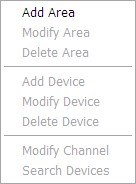 Add Area
Modify Area
Delete Area
Add Device
Modify Device
Delete Device
Modify Channel
Search Devices